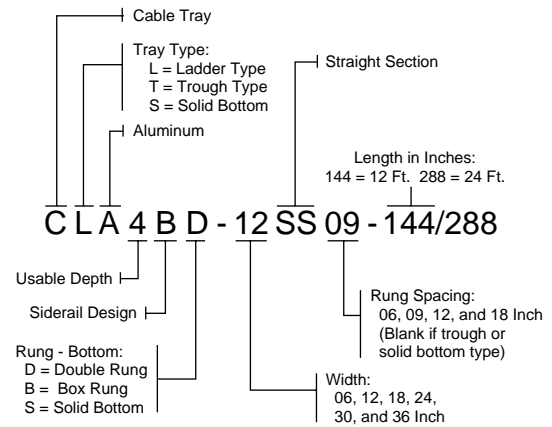 Cable Tray
Tray Type:
L = Ladder Type
T = Trough Type
S = Solid Bottom
Straight Section
Aluminum
Length in Inches:
144 = 12 Ft. 288 = 24 Ft.
C L A 4 B D - 12 SS 09 - 144/288
Usable Depth
Siderail Design
Rung - Bottom:
D = Double Rung
B = Box Rung
S = Solid Bottom
Rung Spacing:
06, 09, 12, and 18 Inch
(Blank if trough or
solid bottom type)
Width:
06, 12, 18, 24,
30, and 36 Inch